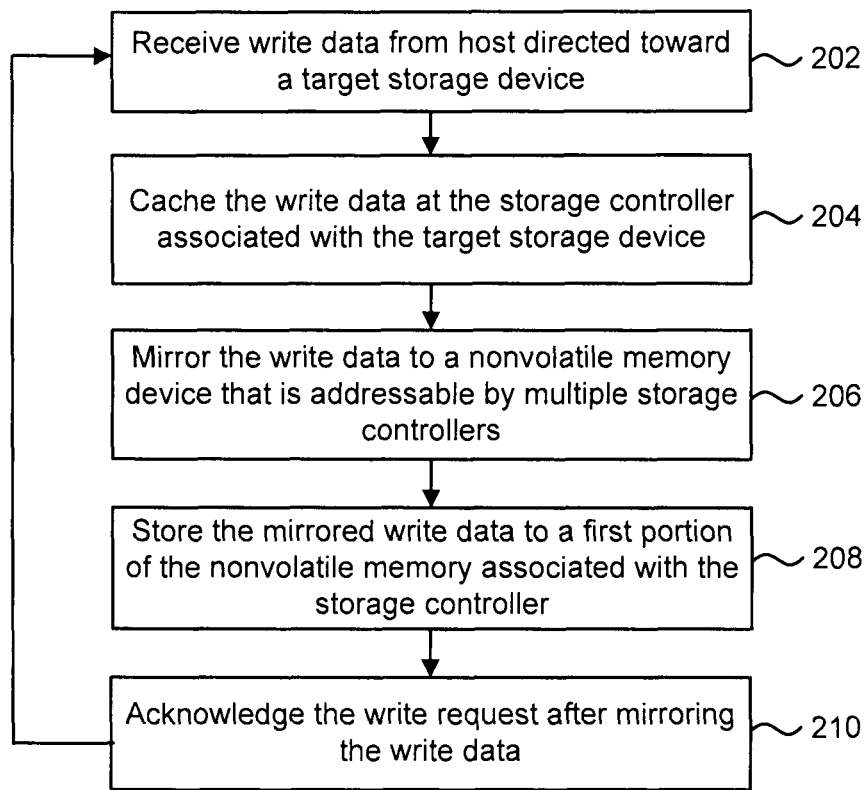 Receive write data from host directed toward
a target storage device
202
Cache the write data at the storage controller
associated with the target storage device
204
Mirror the write data to a nonvolatile memory
device that is addressable by multiple storage
controllers
206
Store the mirrored write data to a first portion
of the nonvolatile memory associated with the
storage controller
208
Acknowledge the write request after mirroring
the write data
210